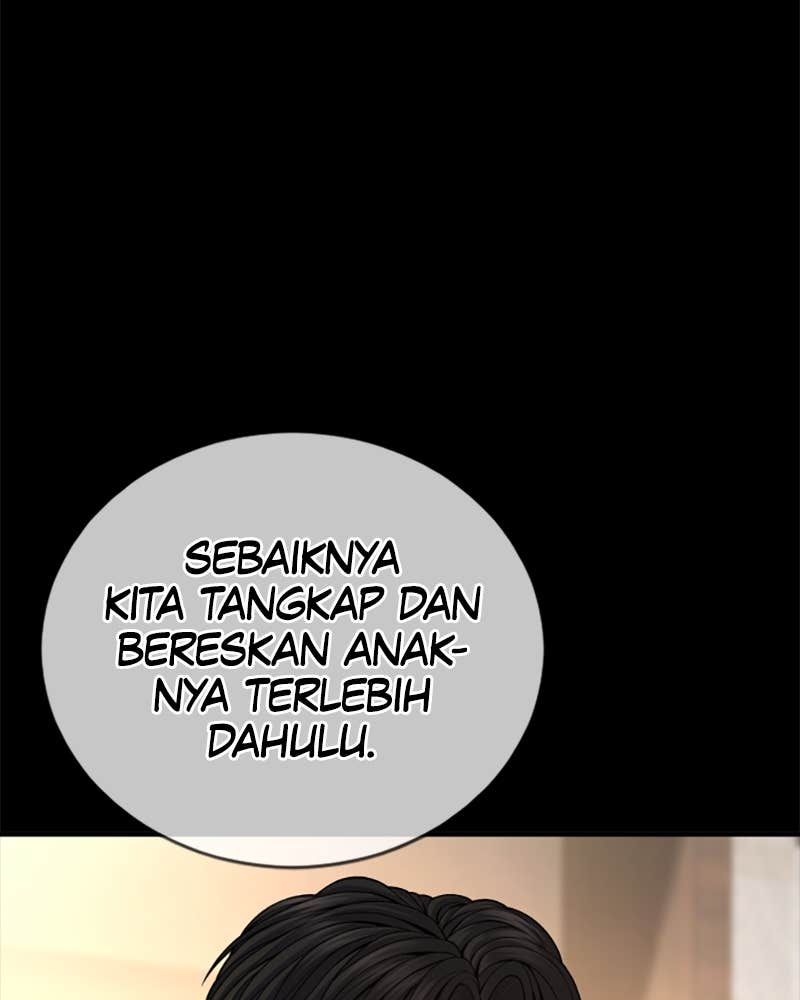 SEBAIKNYA
KITA TANGKAP DAN
BERESKAN ANAK-
NYA TERLEBIH
DAHULU.